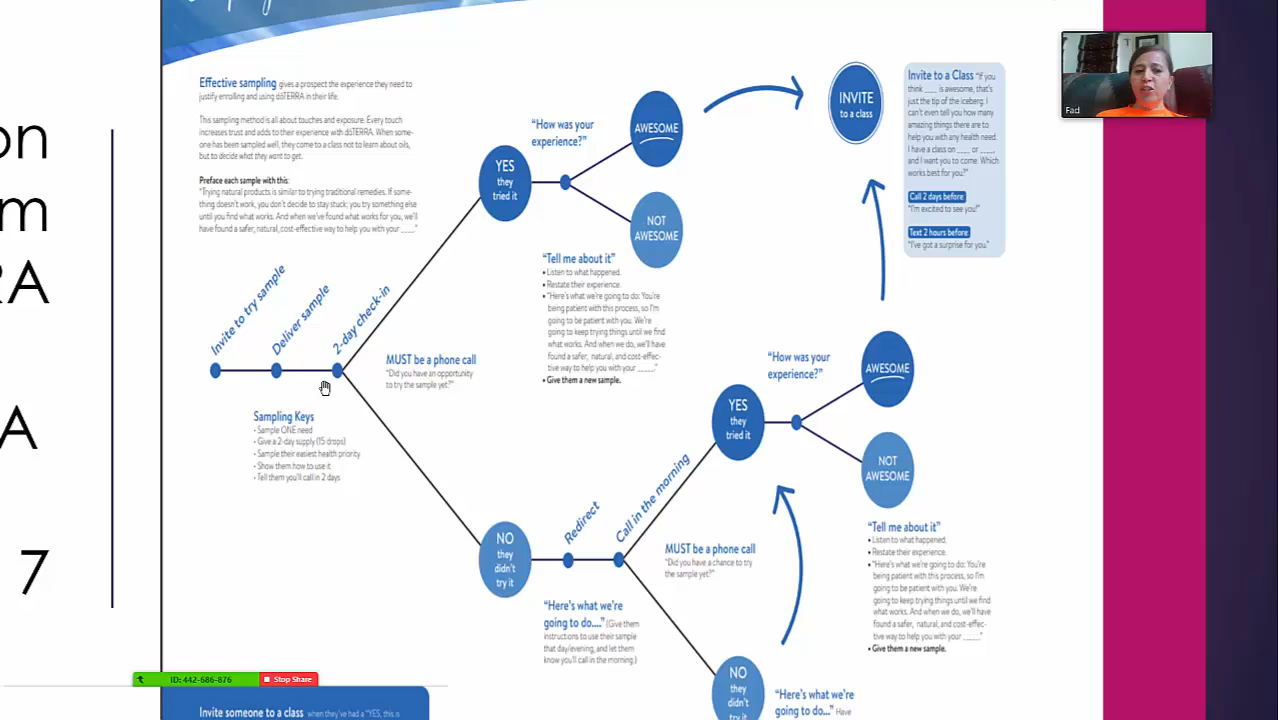 on
m
RA
A
7
Effective sampling gives a prospect the experience they need to
justify enrolling and using dōTERRA in their life.
This sampling method is all about touches and exposure. Every touch
increases trust and adds to their experience with dōTERRA. When some-
one has been sampled well, they come to a class not to learn about oils,
but to decide what they want to get.
Preface each sample with this:
"Trying natural products is similar to trying traditional remedies. If some-
thing doesn't work, you don't decide to stay stuck; you try something else
until you find what works. And when we've found what works for you, we'll
have found a safer, natural, cost-effective way to help you with your ____."
Invite to try sample
Deliver sample
2-day check-in
MUST be a phone call
"Did you have an opportunity
to try the sample yet?"
Sampling Keys
• Sample ONE need
• Give a 2-day supply (15 drops)
• Sample their easiest health priority
• Show them how to use it
• Tell them you'll call in 2 days
YES
they
tried it
"How was your
experience?"
AWESOME
NOT
AWESOME
"Tell me about it"
• Listen to what happened.
• Restate their experience.
• "Here's what we're going to do: You're
being patient with this process, so I'm
going to be patient with you. We're
going to keep trying things until we find
what works. And when we do, we'll have
found a safer, natural, and cost-effec-
tive way to help you with your _____."
• Give them a new sample.
INVITE
to a class
Invite to a Class "If you
think ____ is awesome, that's
just the tip of the iceberg. I
can't even tell you how many
amazing things there are to
help you with any health need.
I have a class on ____ or ____,
and I want you to come. Which
works best for you?"
Call 2 days before
"I'm excited to see you!"
Text 2 hours before
"I've got a surprise for you."
Fad
NO
they
didn't
try it
Redirect
Call in the morning
"Here's what we're
going to do...." (Give them
instructions to use their sample
that day/evening, and let them
know you'll call in the morning.)
MUST be a phone call
"Did you have a chance to try
the sample yet?"
YES
they
tried it
"How was your
experience?"
AWESOME
NOT
AWESOME
"Tell me about it"
• Listen to what happened.
• Restate their experience.
• "Here's what we're going to do: You're
being patient with this process, so I'm
going to be patient with you. We're
going to keep trying things until we find
what works. And when we do, we'll have
found a safer, natural, and cost-effec-
tive way to help you with your _____."
• Give them a new sample.
NO
they
didn't
try it
"Here's what we're
going to do..." Have
ID: 442-686-876
Stop Share
Invite someone to a class when they've had a "YES, this is